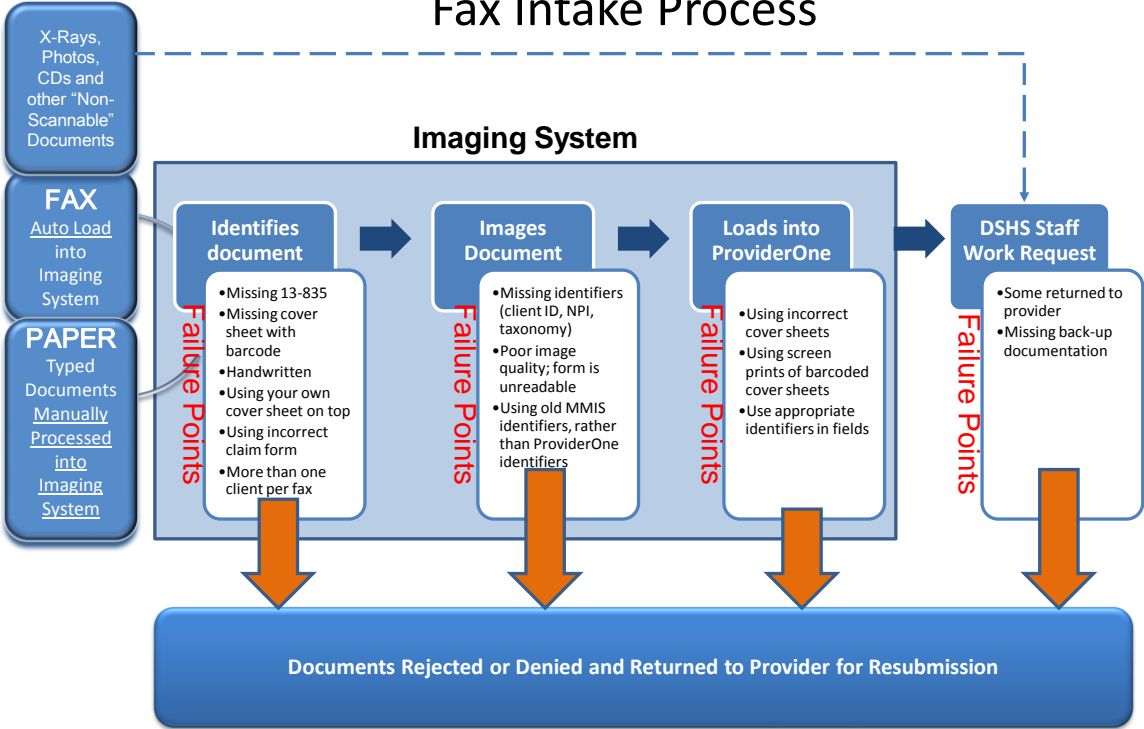 Fax Intake Process
X-Rays,
Photos,
CDs and
other “Non-
Scannable”
Documents
Imaging System
FAX
Auto Load
into
Imaging
System
PAPER
Typed
Documents
Manually
Processed
into
Imaging
System
Identifies
document
•Missing 13-835
•Missing cover
sheet with
barcode
•Handwritten
•Using your own
cover sheet on top
•Using incorrect
claim form
•More than one
client per fax
Failure Points
Images
Document
•Missing identifiers
(client ID, NPI,
taxonomy)
•Poor image
quality; form is
unreadable
•Using old MMIS
identifiers, rather
than ProviderOne
identifiers
Failure Points
Loads into
ProviderOne
•Using incorrect
cover sheets
•Using screen
prints of barcoded
cover sheets
•Use appropriate
identifiers in fields
Failure Points
DSHS Staff
Work Request
•Some returned to
provider
•Missing back-up
documentation
Failure Points
Documents Rejected or Denied and Returned to Provider for Resubmission